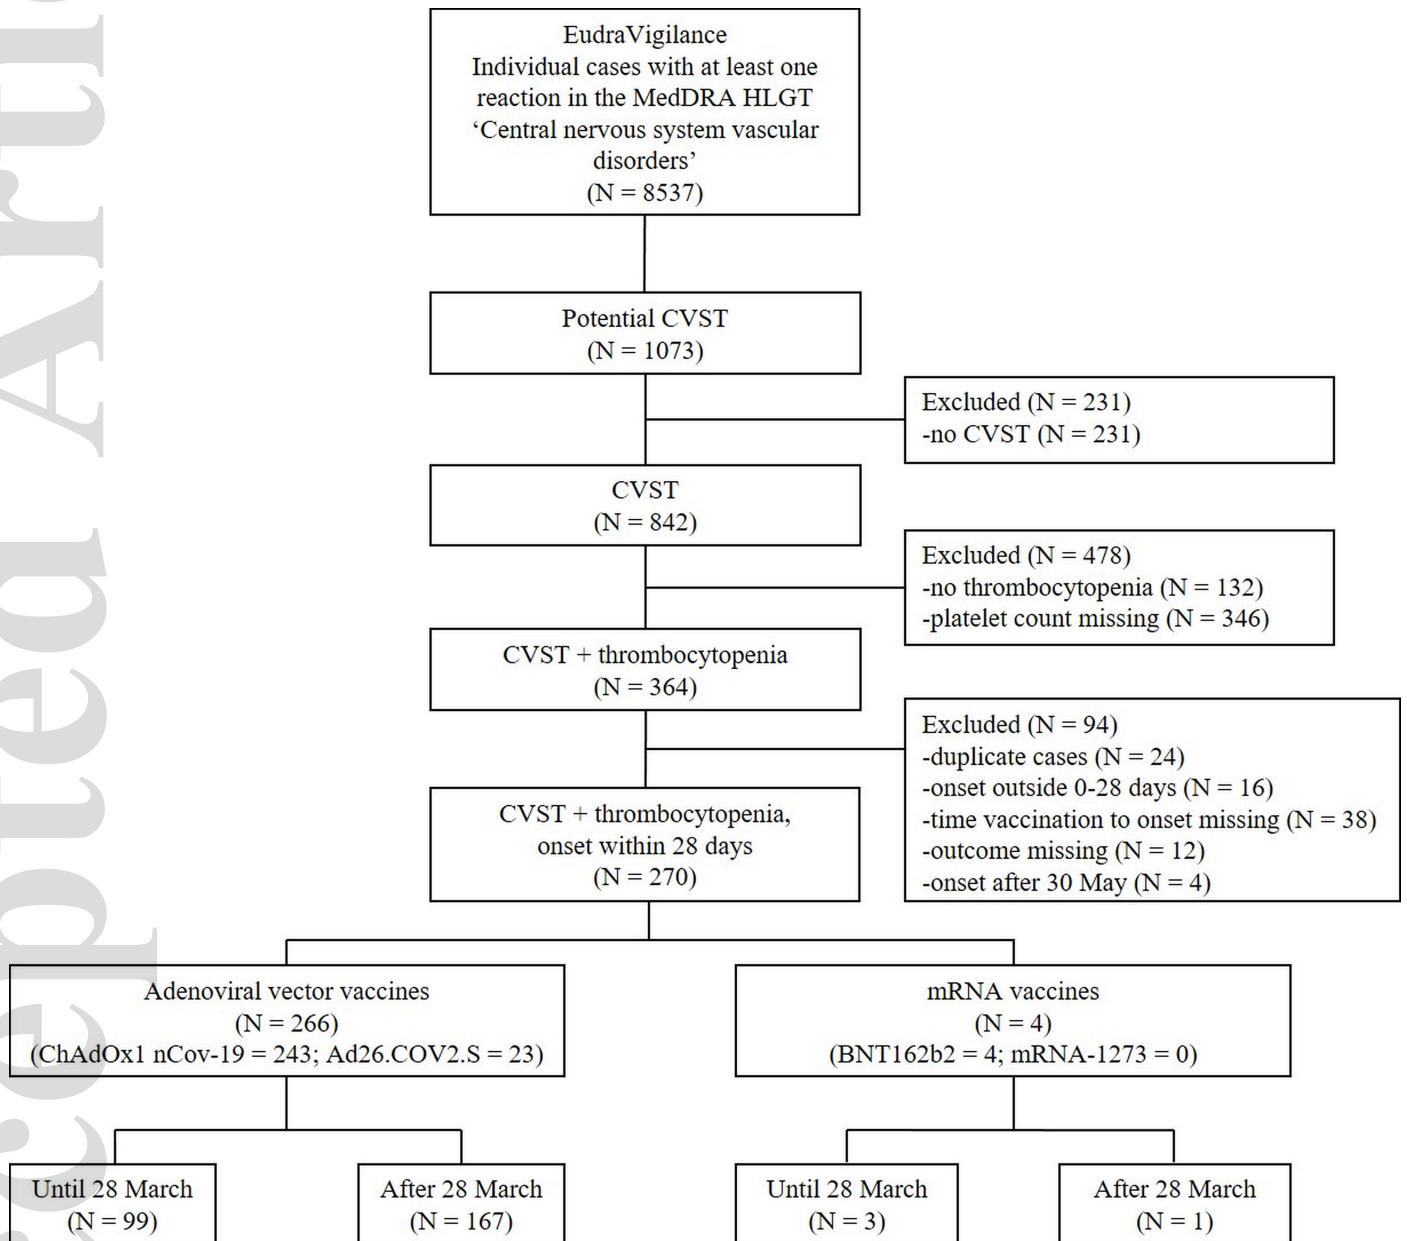 EudraVigilance
Individual cases with at least one
reaction in the MedDRA HLGT
‘Central nervous system vascular
disorders’
(N = 8537)
Potential CVST
(N = 1073)
Excluded (N = 231)
-no CVST (N = 231)
CVST
(N = 842)
Excluded (N = 478)
-no thrombocytopenia (N = 132)
-platelet count missing (N = 346)
CVST + thrombocytopenia
(N = 364)
Excluded (N = 94)
-duplicate cases (N = 24)
-onset outside 0-28 days (N = 16)
-time vaccination to onset missing (N = 38)
-outcome missing (N = 12)
-onset after 30 May (N = 4)
CVST + thrombocytopenia,
onset within 28 days
(N = 270)
Adenoviral vector vaccines
(N = 266)
(ChAdOx1 nCov-19 = 243; Ad26.COV2.S = 23)
mRNA vaccines
(N = 4)
(BNT162b2 = 4; mRNA-1273 = 0)
Until 28 March
(N = 99)
After 28 March
(N = 167)
Until 28 March
(N = 3)
After 28 March
(N = 1)